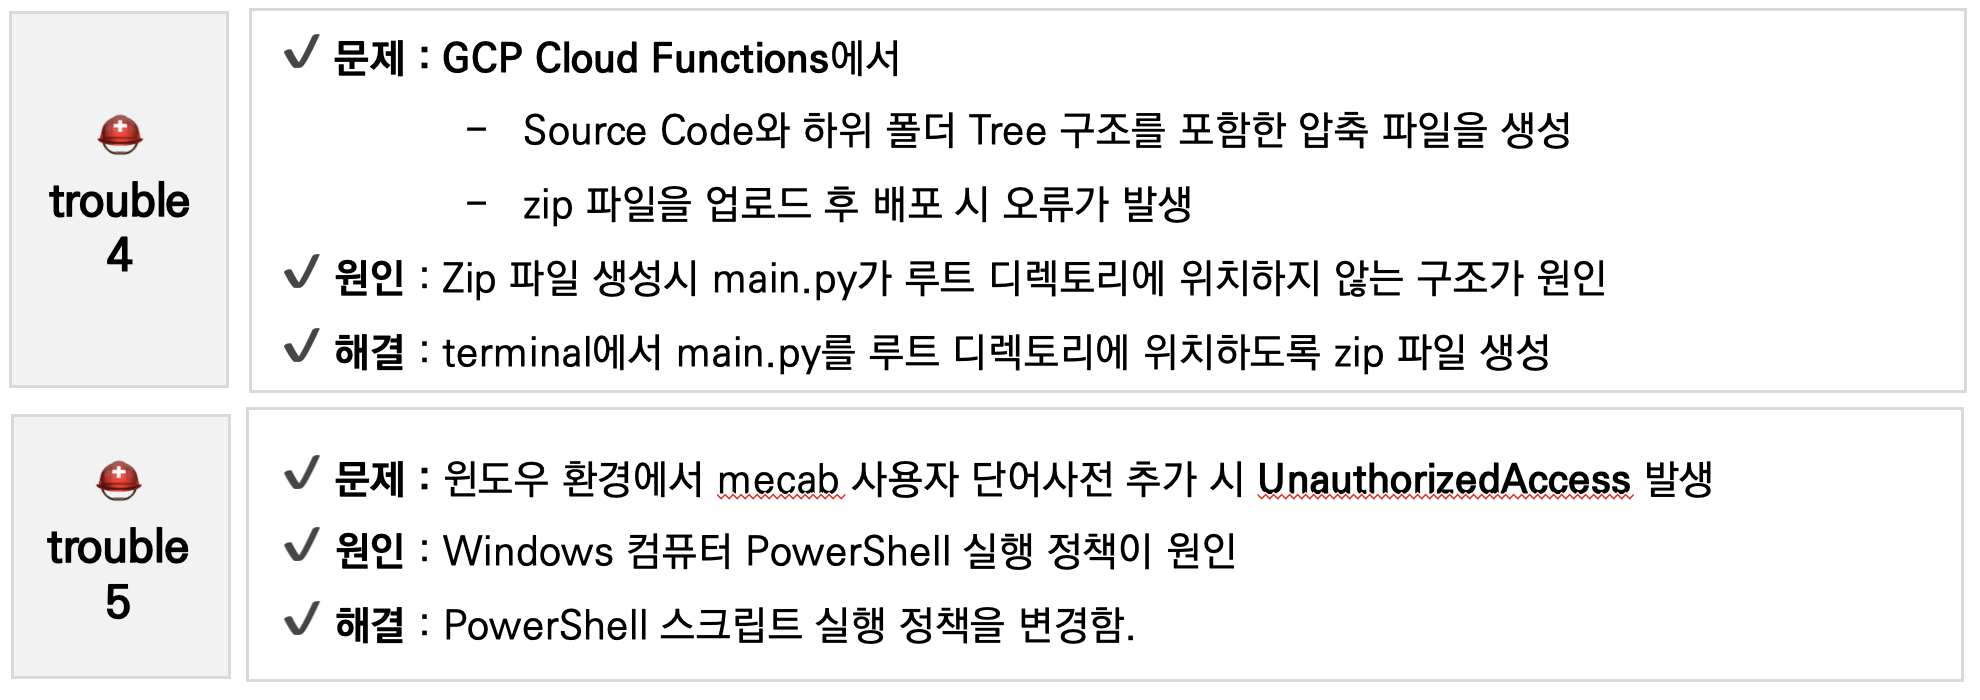 trouble
4
✔ 문제 : GCP Cloud Functions에서
– Source Code와 하위 폴더 Tree 구조를 포함한 압축 파일을 생성
– zip 파일을 업로드 후 배포 시 오류가 발생
✔ 원인 : Zip 파일 생성시 main.py가 루트 디렉토리에 위치하지 않는 구조가 원인
✔ 해결 : terminal에서 main.py를 루트 디렉토리에 위치하도록 zip 파일 생성
trouble
5
✔ 문제 : 윈도우 환경에서 mecab 사용자 단어사전 추가 시 UnauthorizedAccess 발생
✔ 원인 : Windows 컴퓨터 PowerShell 실행 정책이 원인
✔ 해결 : PowerShell 스크립트 실행 정책을 변경함.